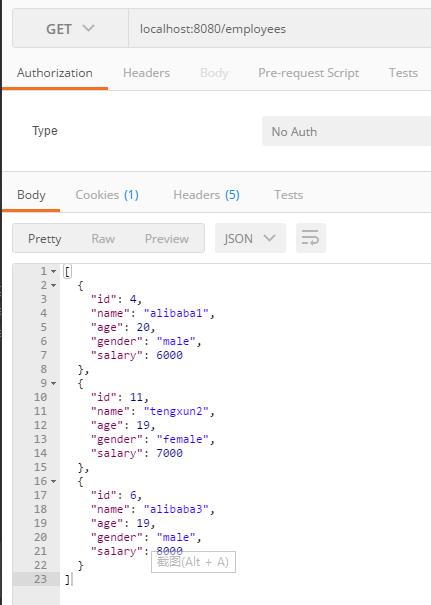 GET localhost:8080/employees
Authorization Headers Body Pre-request Script Tests
Type No Auth
Body Cookies (1) Headers (5) Tests
Pretty Raw Preview JSON
1 [
2 {
3 "id": 4,
4 "name": "alibaba1",
5 "age": 20,
6 "gender": "male",
7 "salary": 6000
8 },
9 {
10 "id": 11,
11 "name": "tengxun2",
12 "age": 19,
13 "gender": "female",
14 "salary": 7000
15 },
16 {
17 "id": 6,
18 "name": "alibaba3",
19 "age": 19,
20 "gender": "male",
21 "salary": 8000
截图(Alt + A)
22 }
23 ]